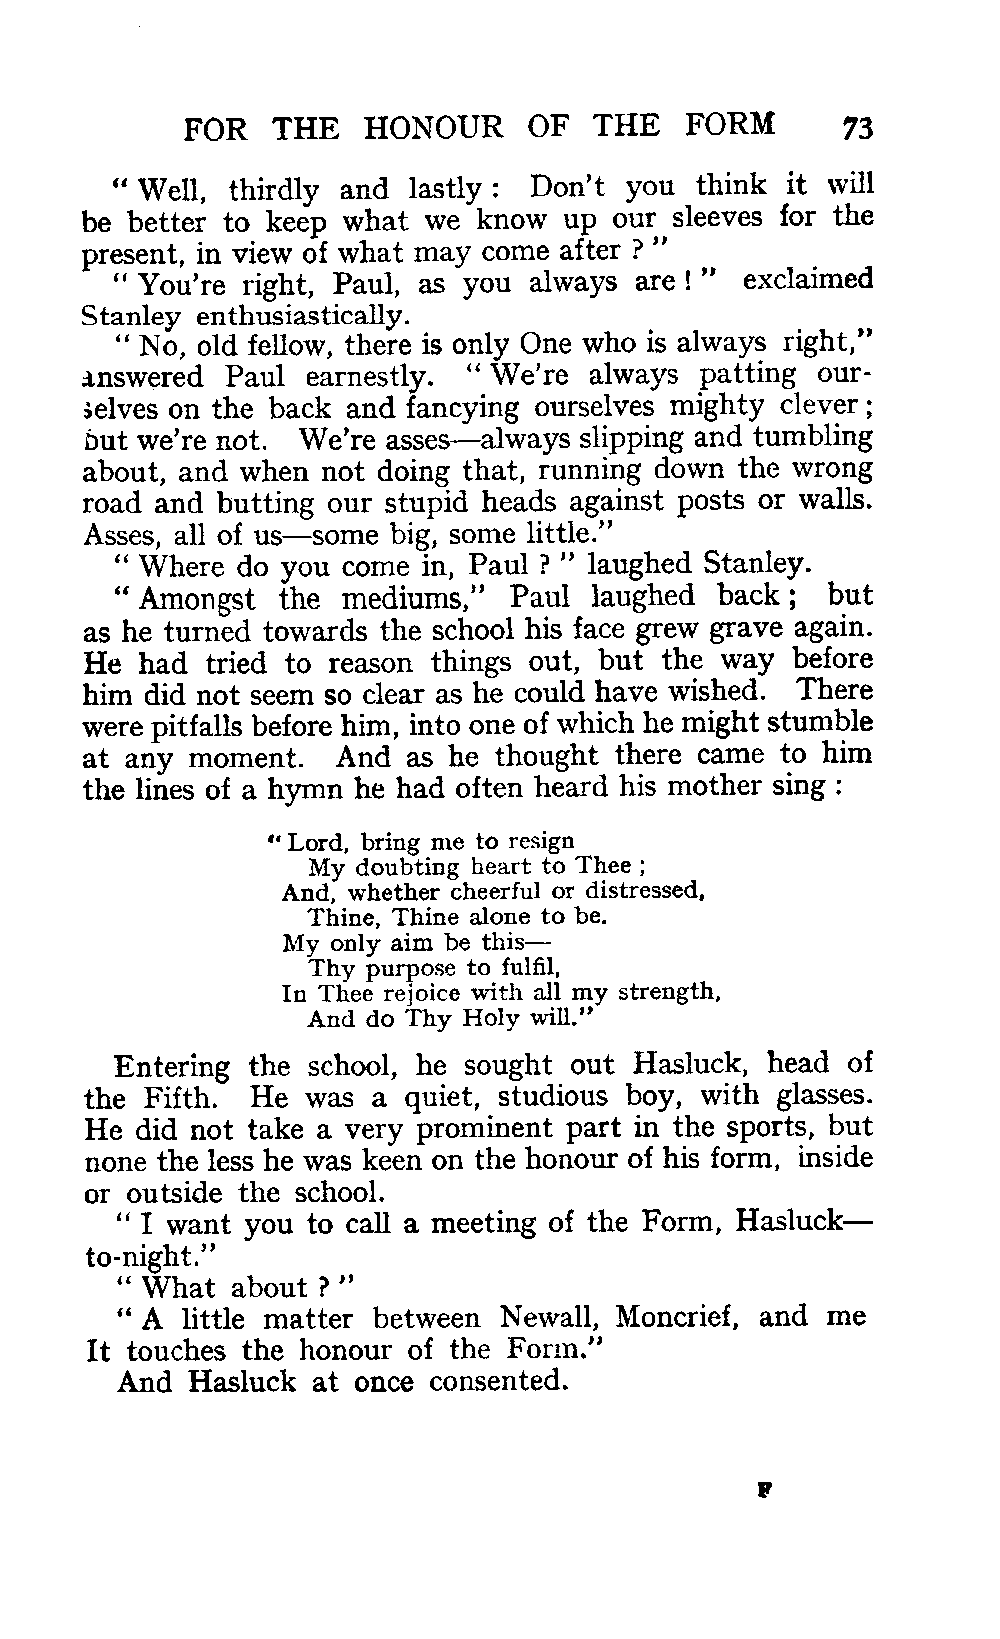 FOR THE HONOUR OF THE FORM 73
“ Well, thirdly and lastly : Don’t you think it will
be better to keep what we know up our sleeves for the
present, in view of what may come after ? ”
“ You’re right, Paul, as you always are ! ” exclaimed
Stanley enthusiastically.
“ No, old fellow, there is only One who is always right,”
answered Paul earnestly. “ We’re always patting our-
selves on the back and fancying ourselves mighty clever ;
but we’re not. We’re asses—always slipping and tumbling
about, and when not doing that, running down the wrong
road and butting our stupid heads against posts or walls.
Asses, all of us—some big, some little.”
“ Where do you come in, Paul ? ” laughed Stanley.
“ Amongst the mediums,” Paul laughed back ; but
as he turned towards the school his face grew grave again.
He had tried to reason things out, but the way before
him did not seem so clear as he could have wished. There
were pitfalls before him, into one of which he might stumble
at any moment. And as he thought there came to him
the lines of a hymn he had often heard his mother sing :
“ Lord, bring me to resign
My doubting heart to Thee ;
And, whether cheerful or distressed,
Thine, Thine alone to be.
My only aim be this—
Thy purpose to fulfil,
In Thee rejoice with all my strength,
And do Thy Holy will.”
Entering the school, he sought out Hasluck, head of
the Fifth. He was a quiet, studious boy, with glasses.
He did not take a very prominent part in the sports, but
none the less he was keen on the honour of his form, inside
or outside the school.
“ I want you to call a meeting of the Form, Hasluck—
to-night.”
“ What about ? ”
“ A little matter between Newall, Moncrief, and me
It touches the honour of the Form.”
And Hasluck at once consented.
F